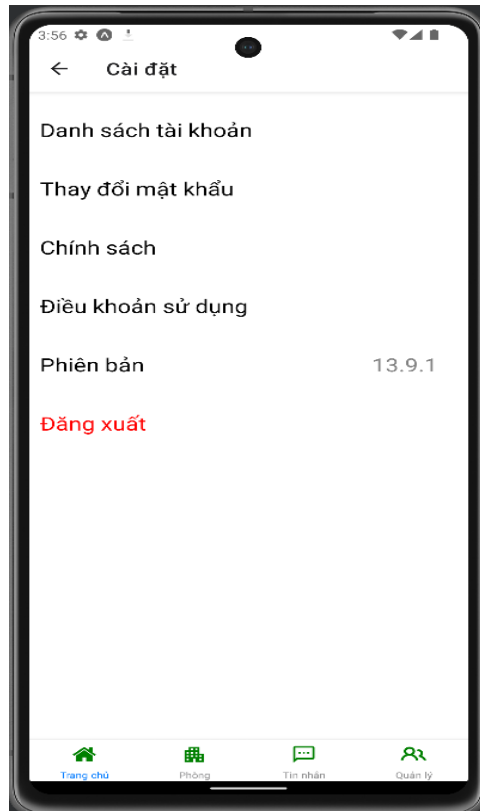 3:56
Cài đặt
Danh sách tài khoản
Thay đổi mật khẩu
Chính sách
Điều khoản sử dụng
Phiên bản 13.9.1
Đăng xuất
Trang chủ Phòng Tin nhắn Quản lý